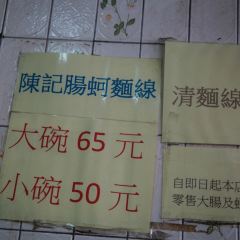 陳記腸蚵麵線
大碗 65 元
小碗 50 元
清麵線
自即日起本店
零售大腸及